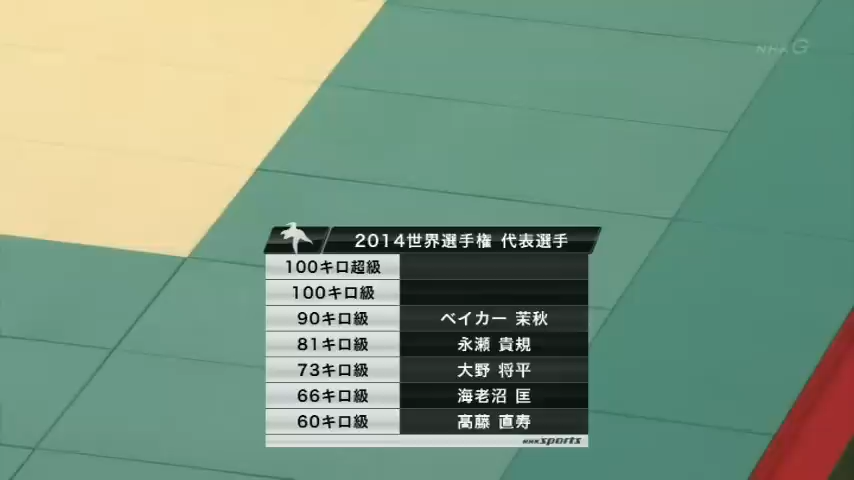 NHK G
2014世界選手権 代表選手
100キロ超級
100キロ級
90キロ級 ベイカー 茉秋
81キロ級 永瀬 貴規
73キロ級 大野 将平
66キロ級 海老沼 匡
60キロ級 高藤 直寿
NHK sports